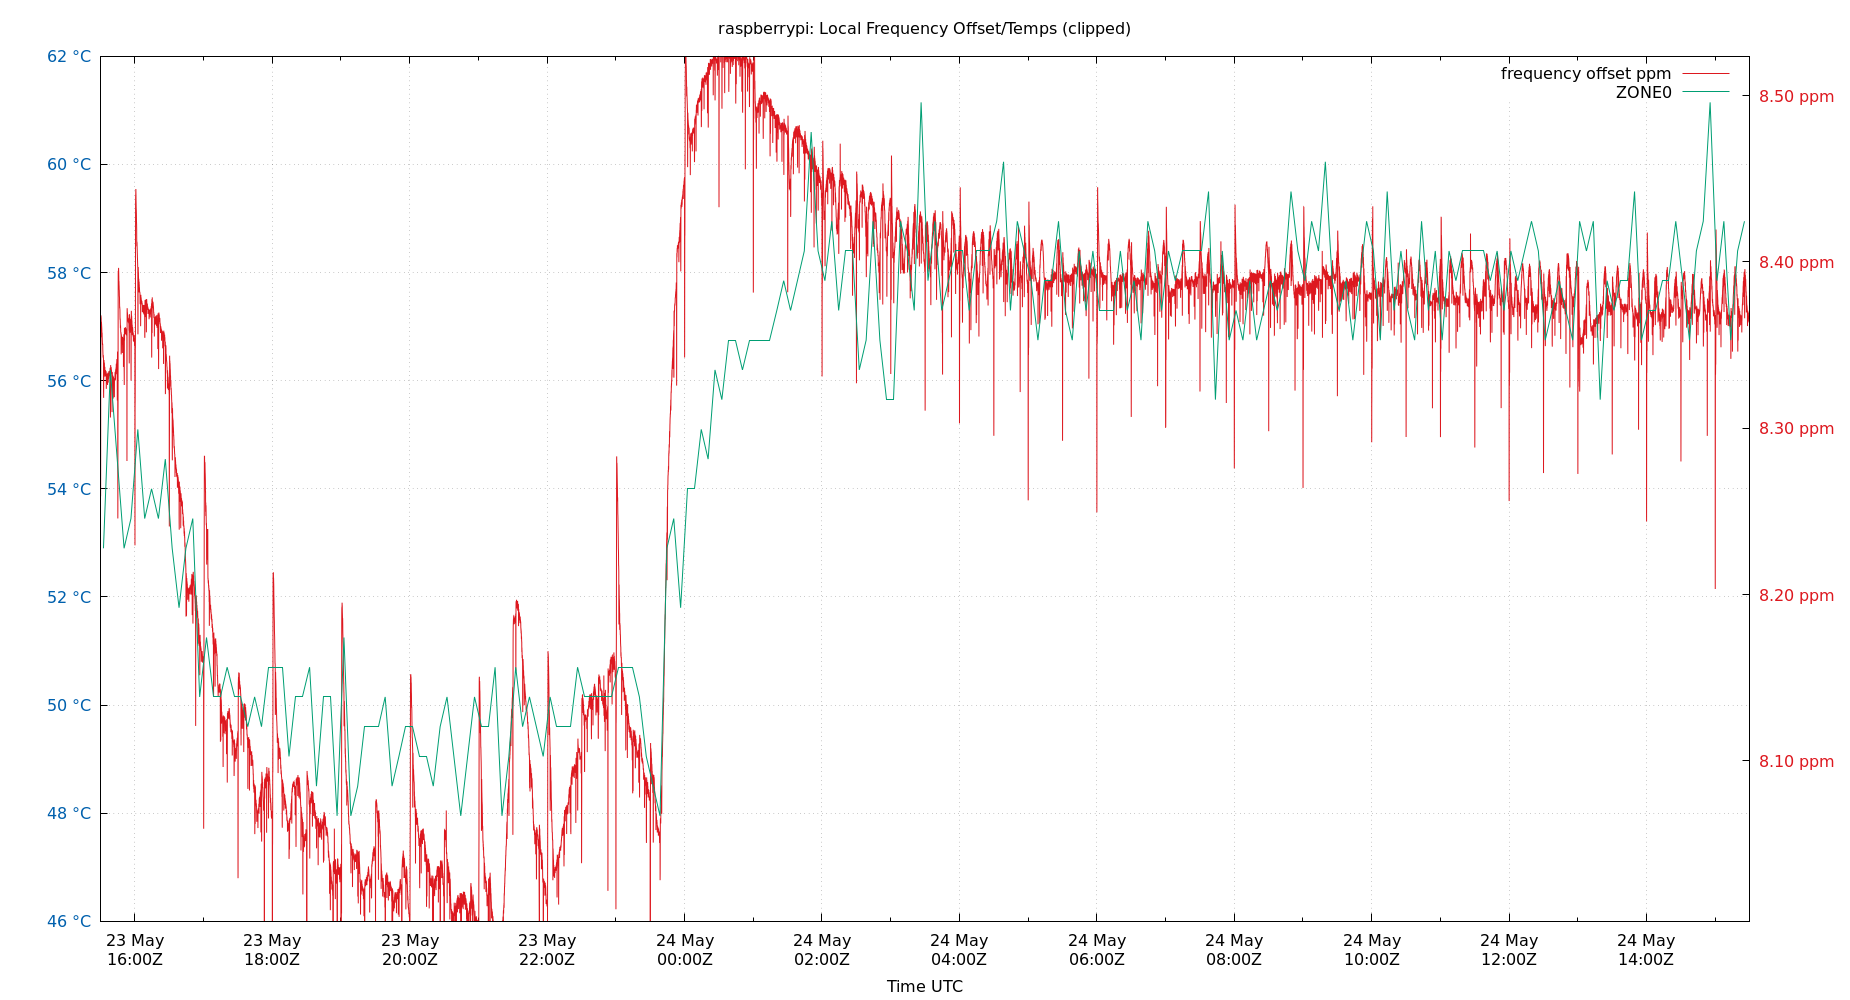 raspberrypi: Local Frequency Offset/Temps (clipped)
62 °C
60 °C
58 °C
56 °C
54 °C
52 °C
50 °C
48 °C
46 °C
frequency offset ppm
ZONE0
8.50 ppm
8.40 ppm
8.30 ppm
8.20 ppm
8.10 ppm
23 May 23 May 23 May 23 May 24 May 24 May 24 May 24 May 24 May 24 May 24 May 24 May
16:00Z 18:00Z 20:00Z 22:00Z 00:00Z 02:00Z 04:00Z 06:00Z 08:00Z 10:00Z 12:00Z 14:00Z
Time UTC